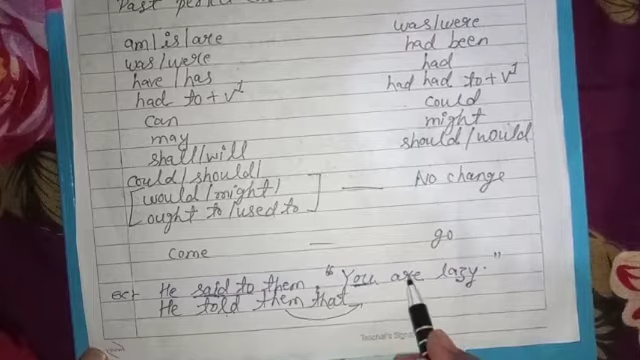 Past perfect
am/is/are was/were
was/were had been
have/has had
had to + V¹ had had to + V¹
can could
may might
shall/will should/would
could/should/
would/might/ — No change
ought to/used to
come — go
ex:- He said to them, "You are lazy."
He told them that
Teacher's Sign